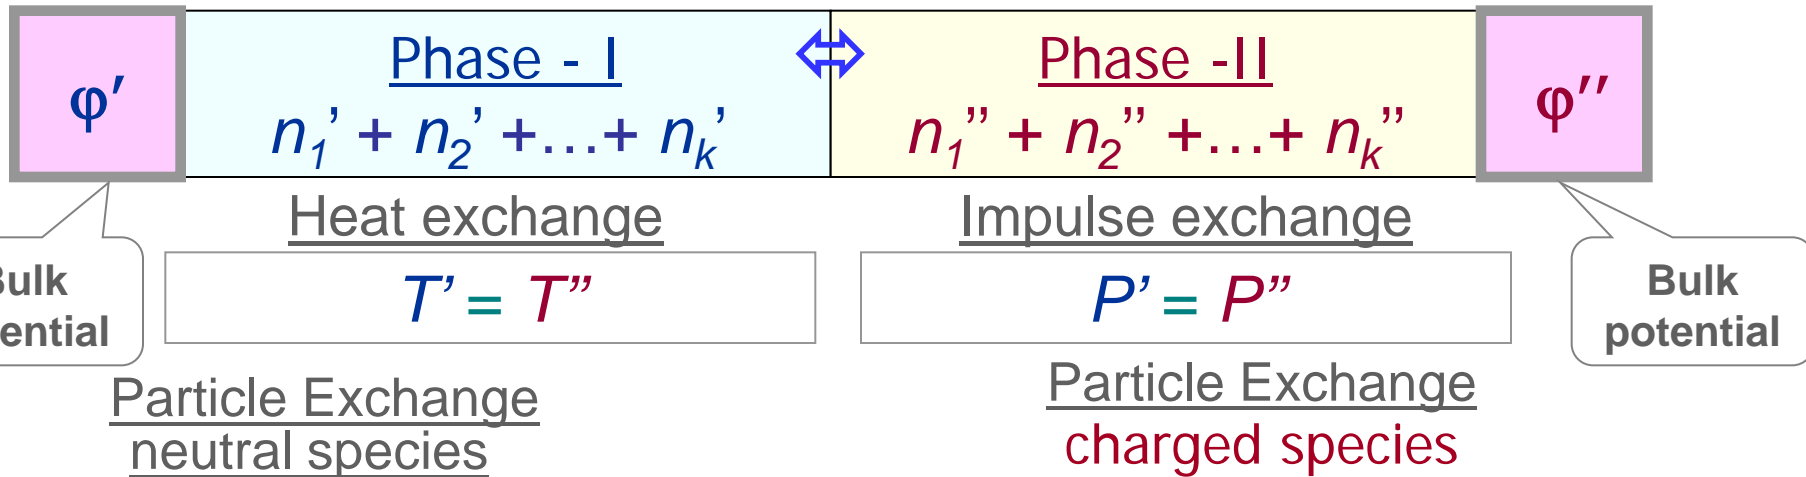 φ′
Phase - I
n₁’ + n₂’ +…+ nₖ’
Phase -II
n₁” + n₂” +…+ nₖ”
φ′′
Heat exchange
Impulse exchange
T’ = T”
P’ = P”
Bulk
potential
Particle Exchange
neutral species
Particle Exchange
charged species